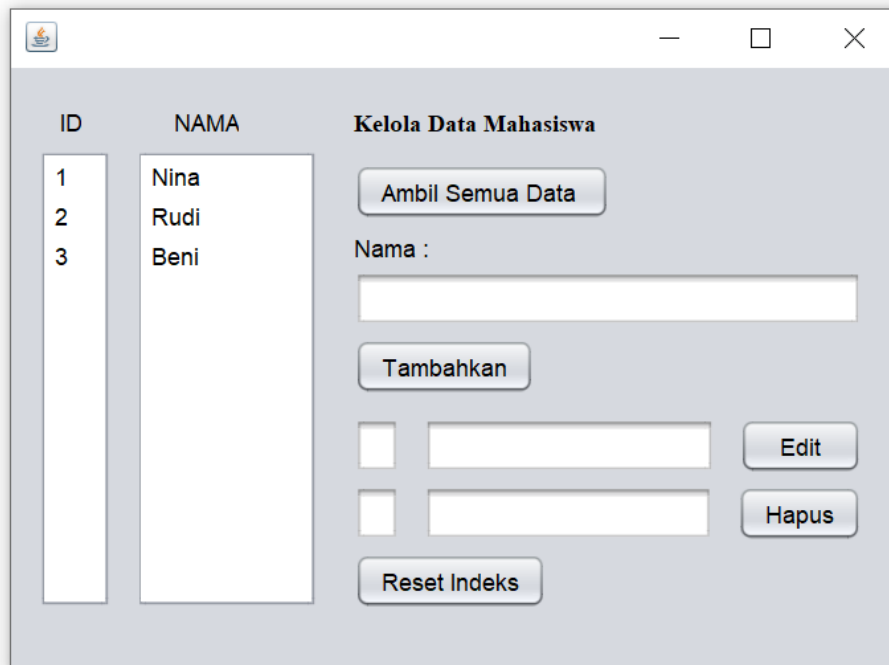 ID NAMA Kelola Data Mahasiswa
1 Nina
2 Rudi
3 Beni
Ambil Semua Data
Nama :
Tambahkan
Edit
Hapus
Reset Indeks